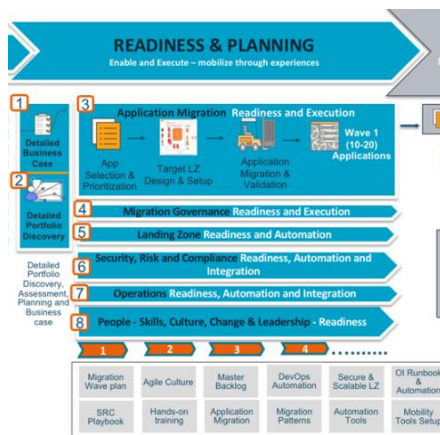 READINESS & PLANNING
Enable and Execute – mobilize through experiences
1
Detailed
Business
Case
2
Detailed
Portfolio
Discovery
Detailed
Portfolio
Discovery,
Assessment,
Planning and
Business
case
3
Application Migration Readiness and Execution
App
Selection &
Prioritization
Target LZ
Design & Setup
Application
Migration &
Validation
Wave 1
(10-20)
Applications
4
Migration Governance Readiness and Execution
5
Landing Zone Readiness and Automation
6
Security, Risk and Compliance Readiness, Automation and
Integration
7
Operations Readiness, Automation and Integration
8
People - Skills, Culture, Change & Leadership - Readiness
1
2
3
4
Migration
Wave plan
Agile Culture
Master
Backlog
DevOps
Automation
Secure &
Scalable LZ
OI Runbook
&
Automation
SRC
Playbook
Hands-on
training
Application
Migration
Migration
Patterns
Automation
Tools
Mobility
Tools Setup